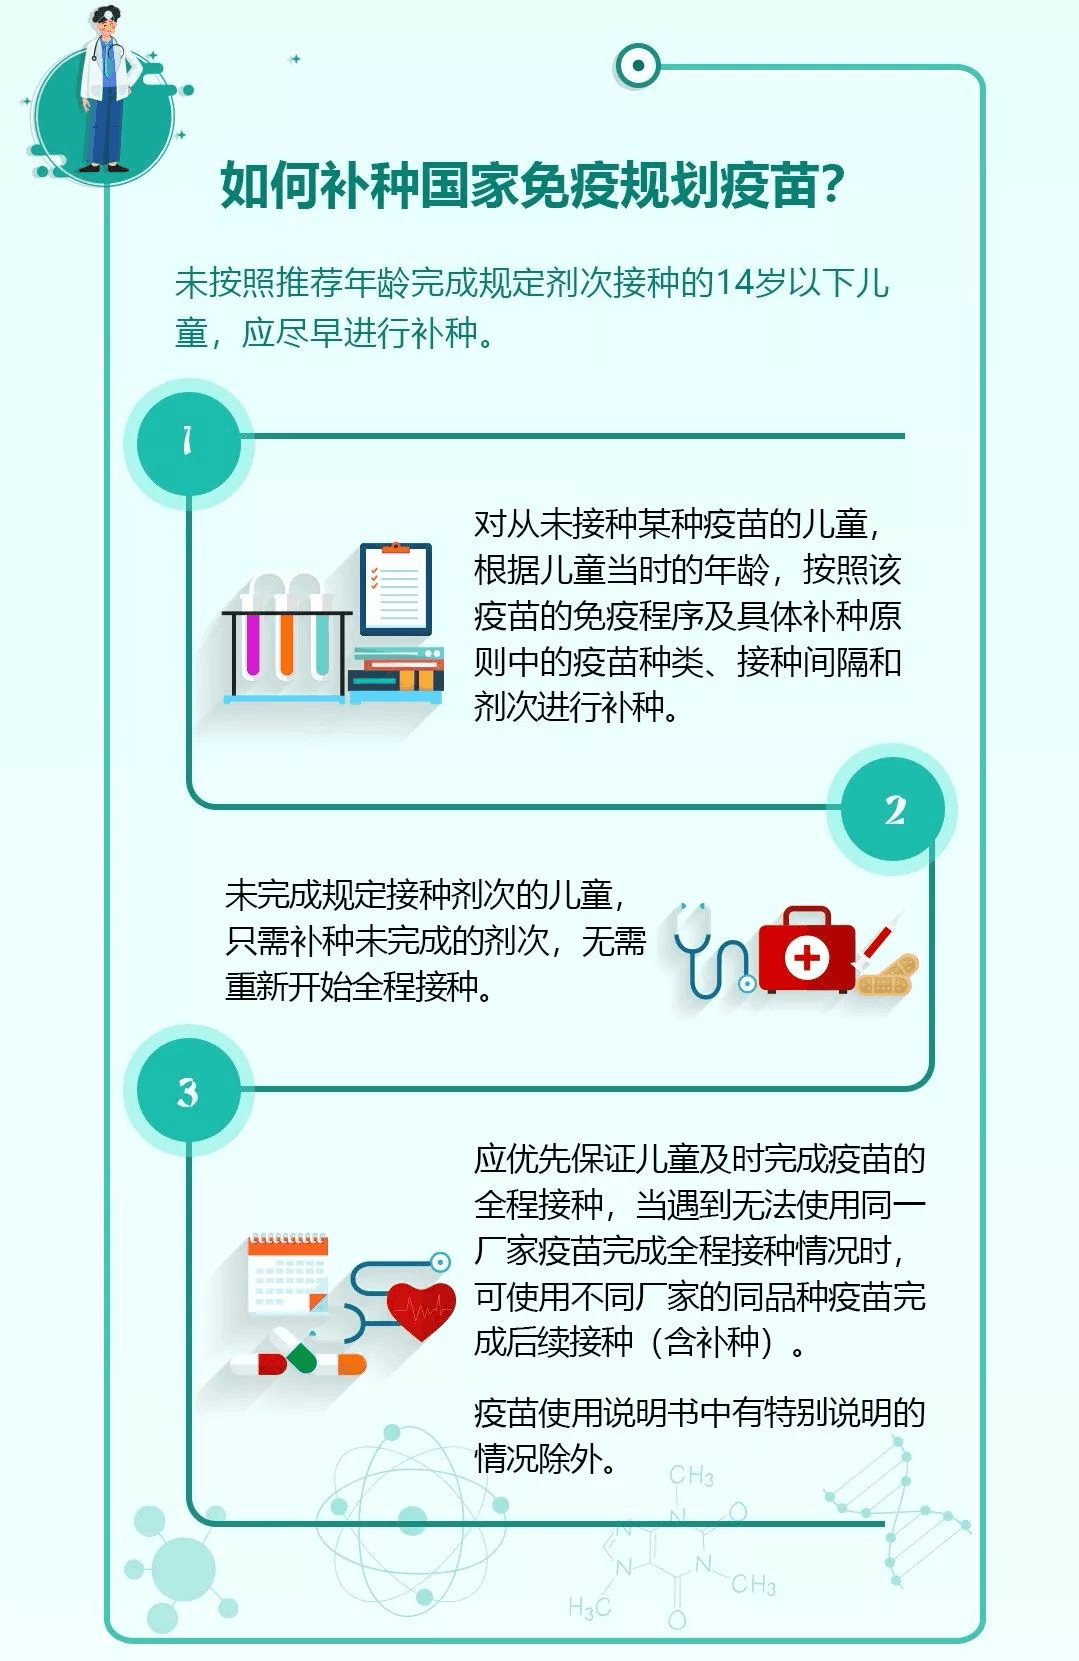 如何补种国家免疫规划疫苗？
未按照推荐年龄完成规定剂次接种的14岁以下儿
童，应尽早进行补种。
1
对从未接种某种疫苗的儿童，
根据儿童当时的年龄，按照该
疫苗的免疫程序及具体补种原
则中的疫苗种类、接种间隔和
剂次进行补种。
2
未完成规定接种剂次的儿童，
只需补种未完成的剂次，无需
重新开始全程接种。
3
应优先保证儿童及时完成疫苗的
全程接种，当遇到无法使用同一
厂家疫苗完成全程接种情况时，
可使用不同厂家的同品种疫苗完
成后续接种（含补种）。
疫苗使用说明书中有特别说明的
情况除外。
CH3
N
N
O
N
N
CH3
H3C
O